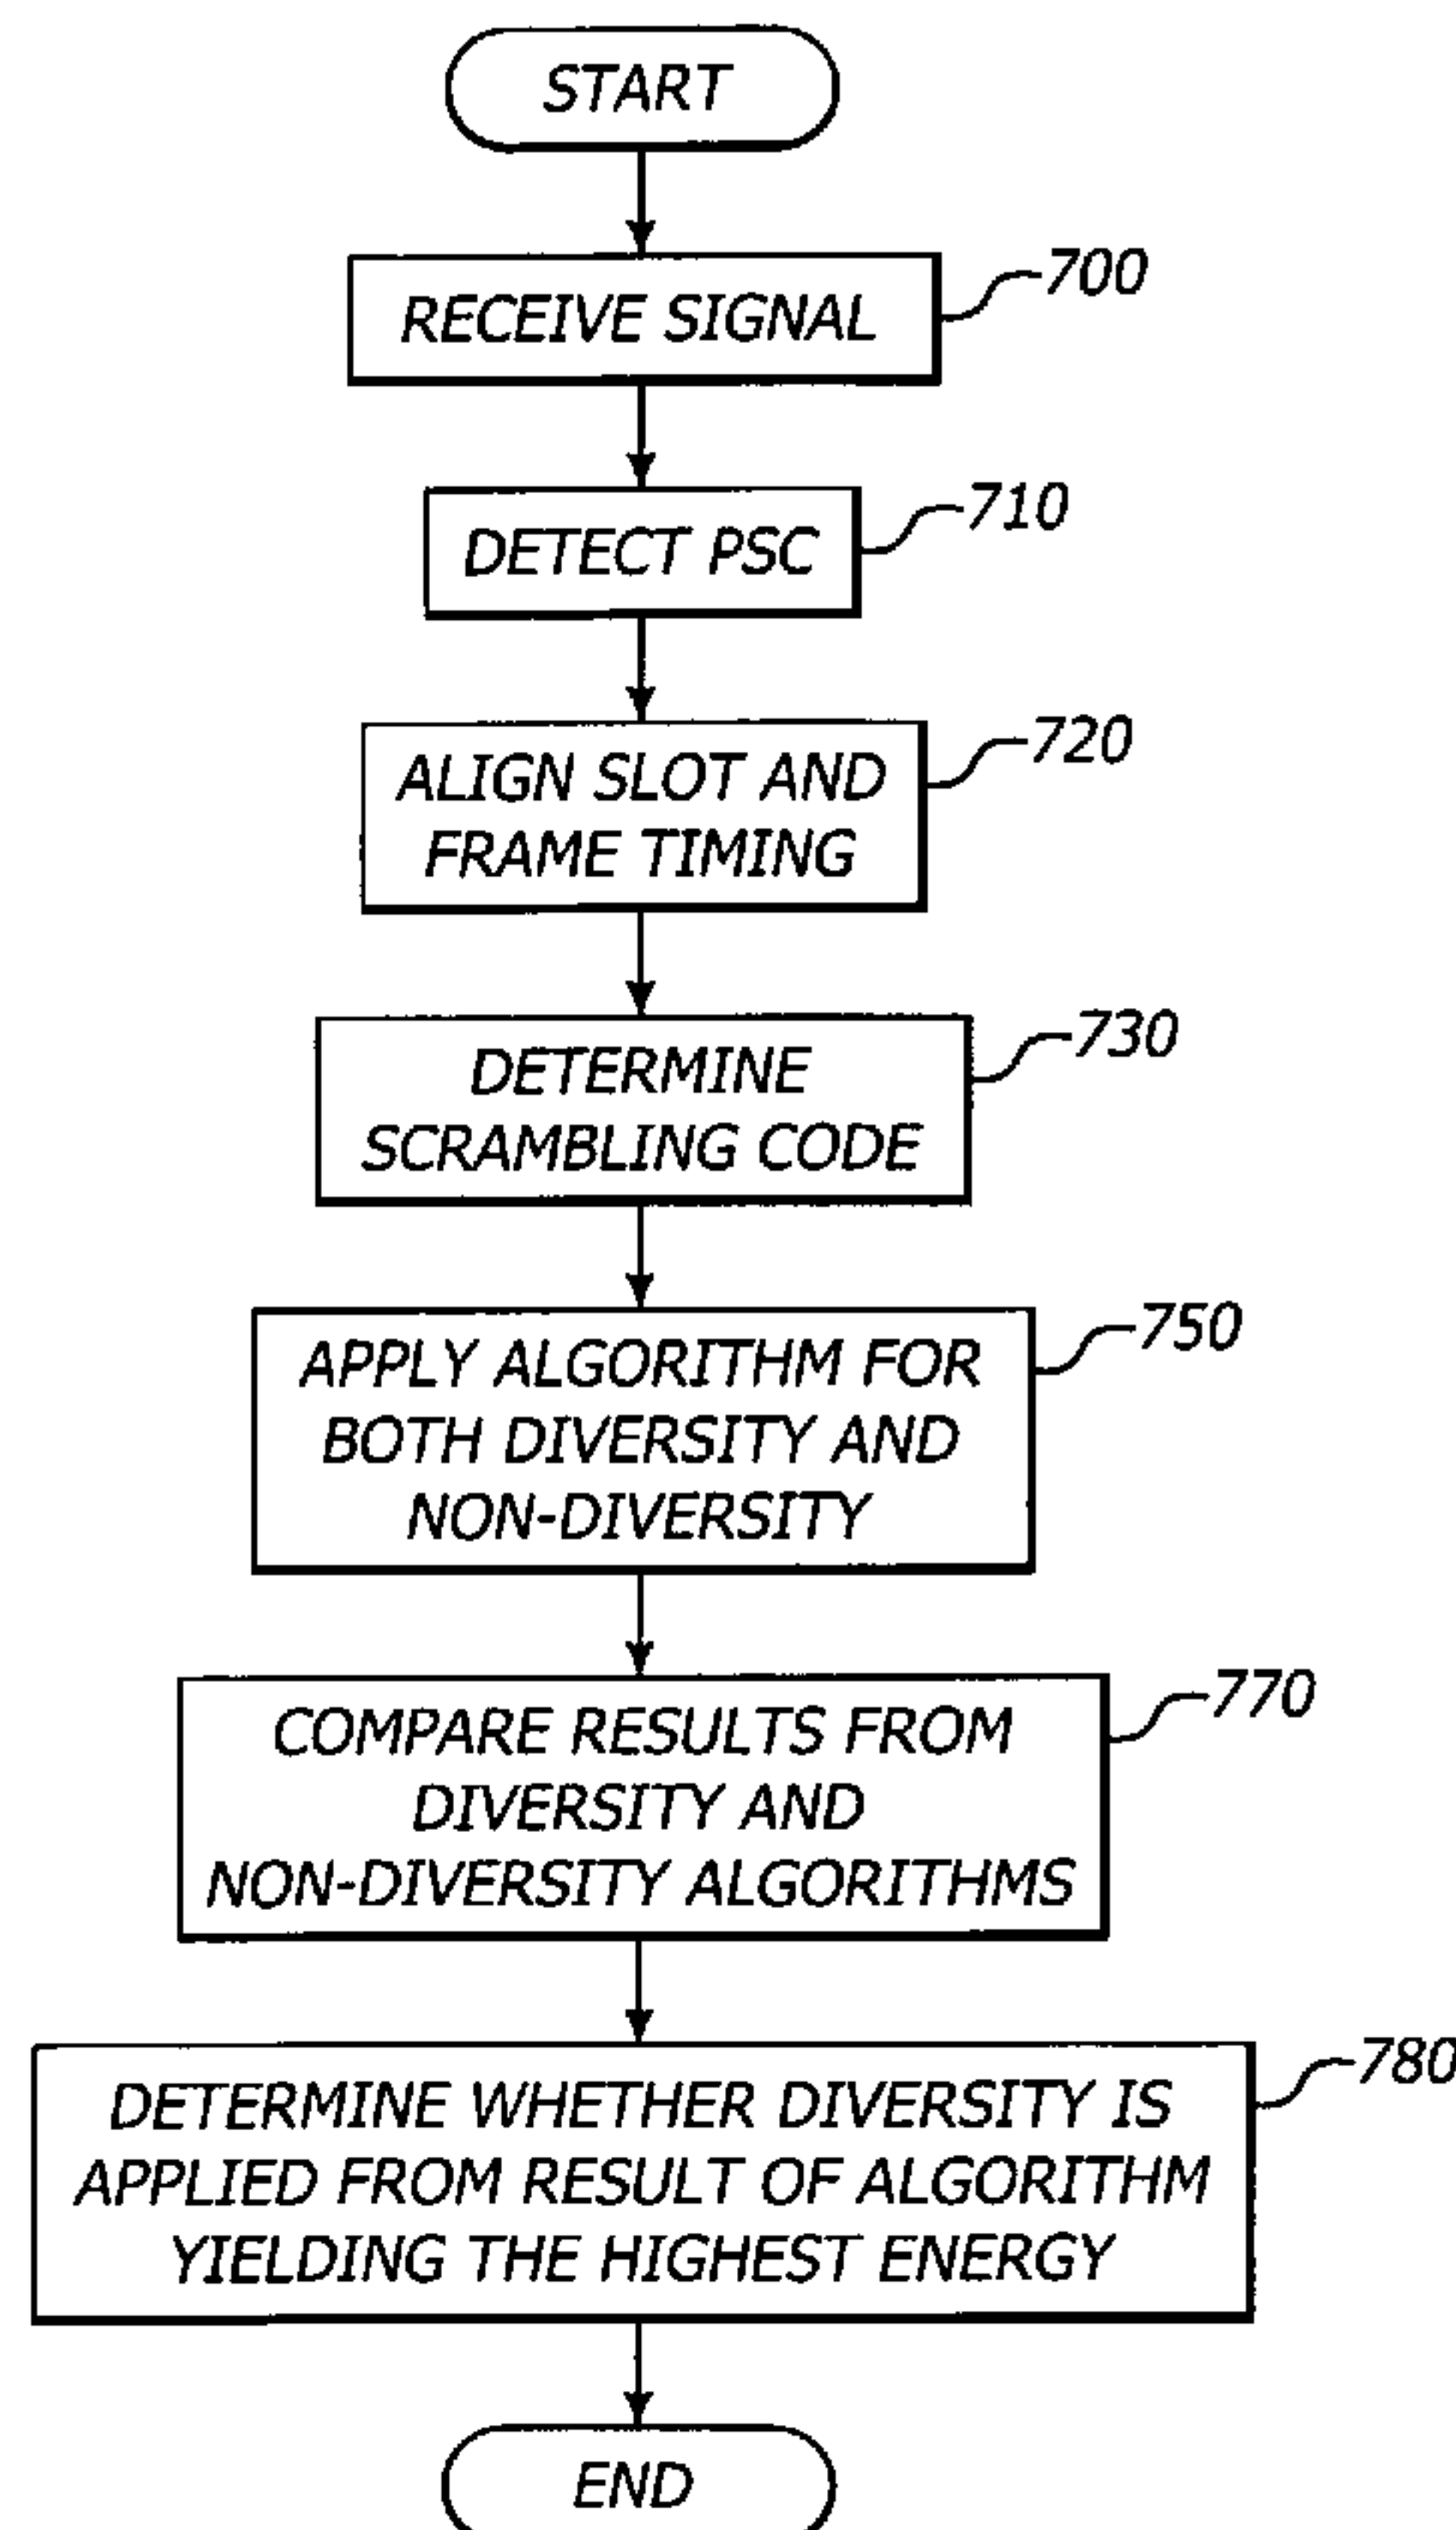 START
RECEIVE SIGNAL
700
DETECT PSC
710
ALIGN SLOT AND
FRAME TIMING
720
DETERMINE
SCRAMBLING CODE
730
APPLY ALGORITHM FOR
BOTH DIVERSITY AND
NON-DIVERSITY
750
COMPARE RESULTS FROM
DIVERSITY AND
NON-DIVERSITY ALGORITHMS
770
DETERMINE WHETHER DIVERSITY IS
APPLIED FROM RESULT OF ALGORITHM
YIELDING THE HIGHEST ENERGY
780
END